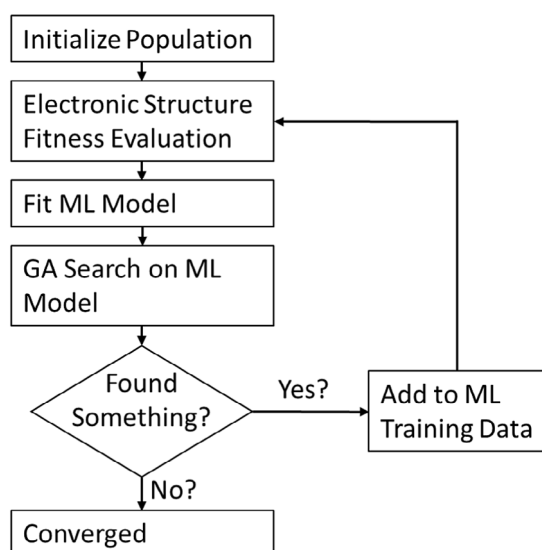 Initialize Population
Electronic Structure
Fitness Evaluation
Fit ML Model
GA Search on ML
Model
Found
Something?
Yes?
Add to ML
Training Data
No?
Converged